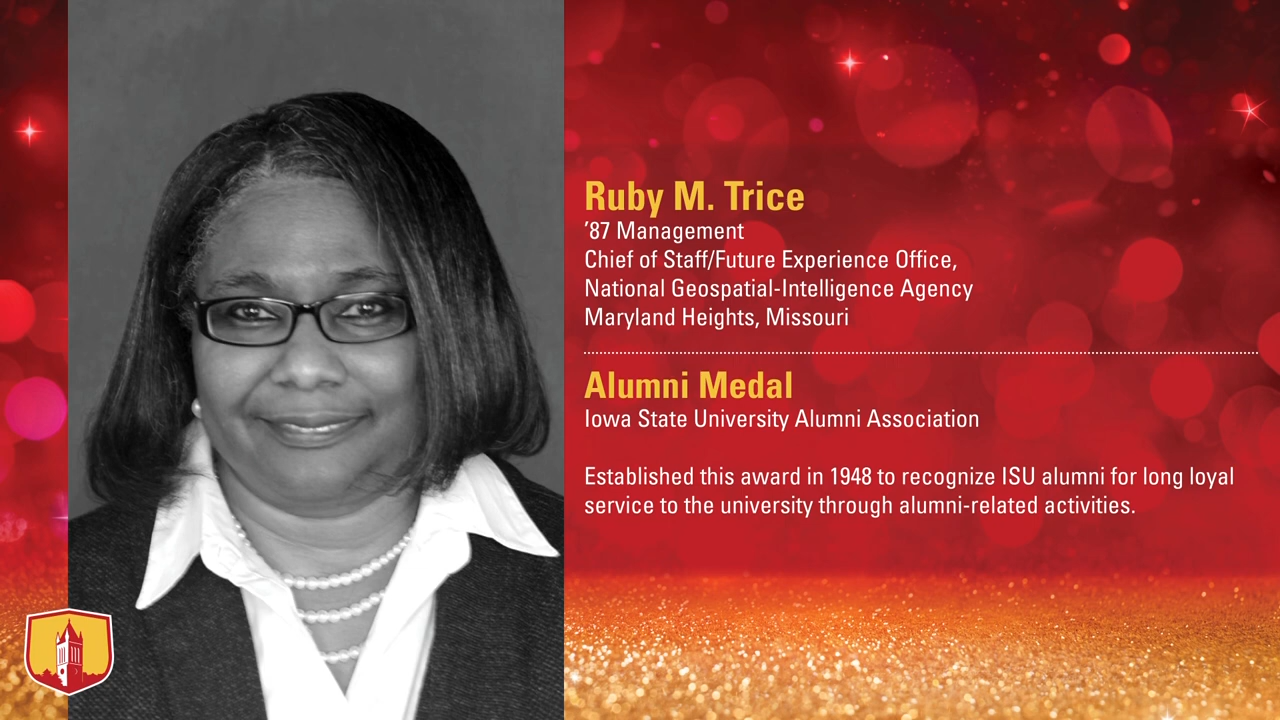 Ruby M. Trice
’87 Management
Chief of Staff/Future Experience Office,
National Geospatial-Intelligence Agency
Maryland Heights, Missouri
Alumni Medal
Iowa State University Alumni Association
Established this award in 1948 to recognize ISU alumni for long loyal
service to the university through alumni-related activities.